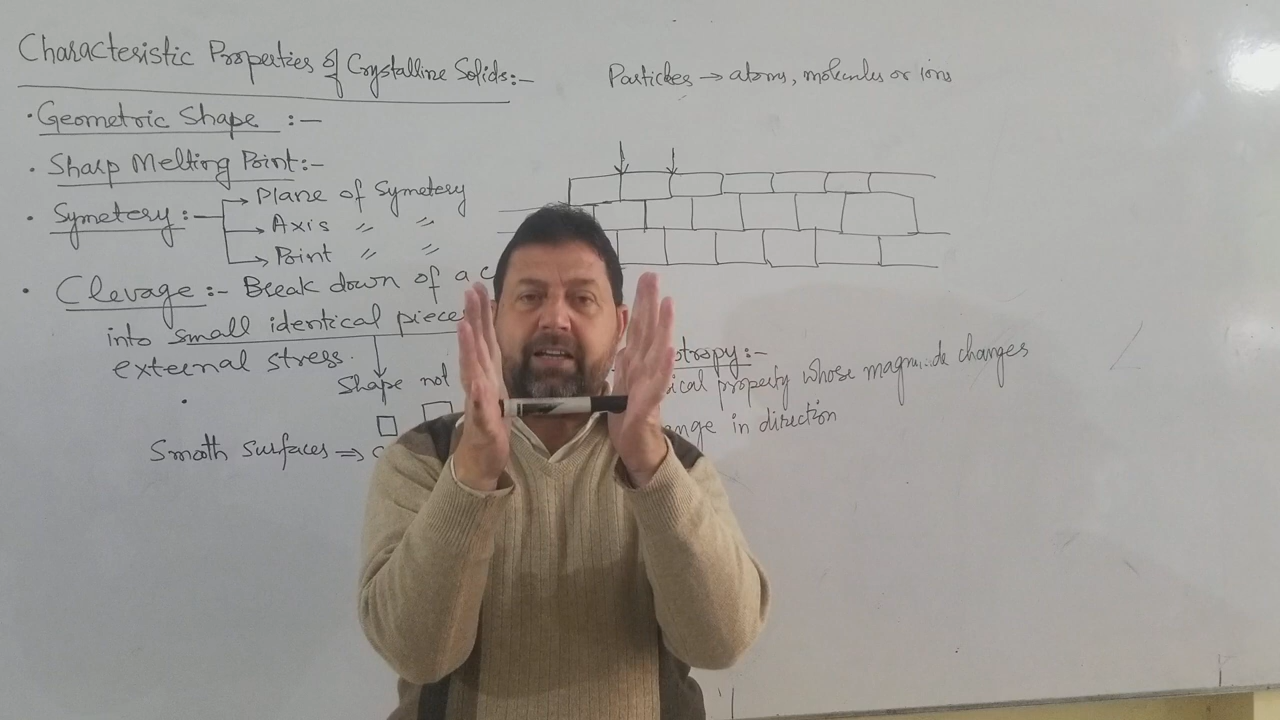 Characteristic Properties of Crystalline Solids:-
Particles → atoms, molecules or ions
· Geometric Shape :-
· Sharp Melting Point:-
· Symetery:- → Plane of Symetery
→ Axis 〃 〃
→ Point 〃 〃
· Clevage:- Break down of a c
into small identical pieces
external stress.
Shape not
Smooth surfaces ⇒ c
otropy:-
ical property whose magnitude changes
ange in direction